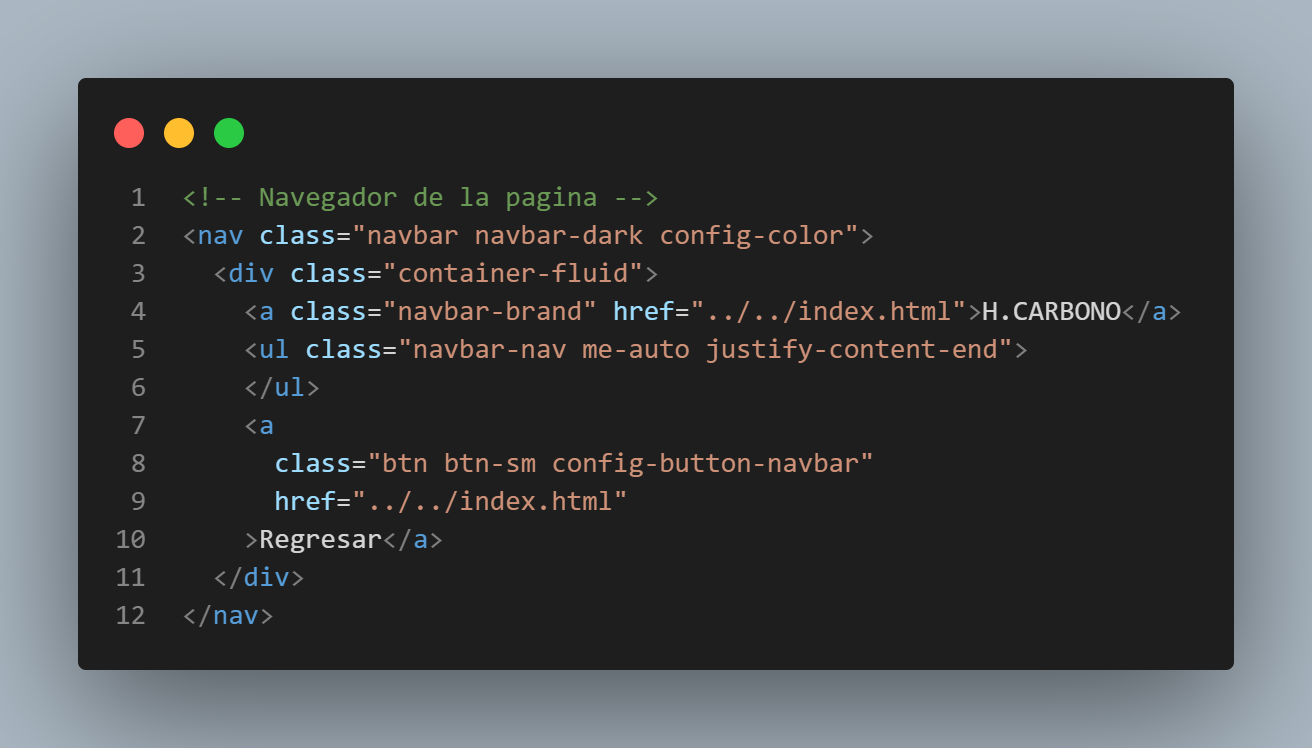 1 <!-- Navegador de la pagina -->
2 <nav class="navbar navbar-dark config-color">
3   <div class="container-fluid">
4     <a class="navbar-brand" href="../../index.html">H.CARBONO</a>
5     <ul class="navbar-nav me-auto justify-content-end">
6     </ul>
7     <a
8       class="btn btn-sm config-button-navbar"
9       href="../../index.html"
10     >Regresar</a>
11   </div>
12 </nav>